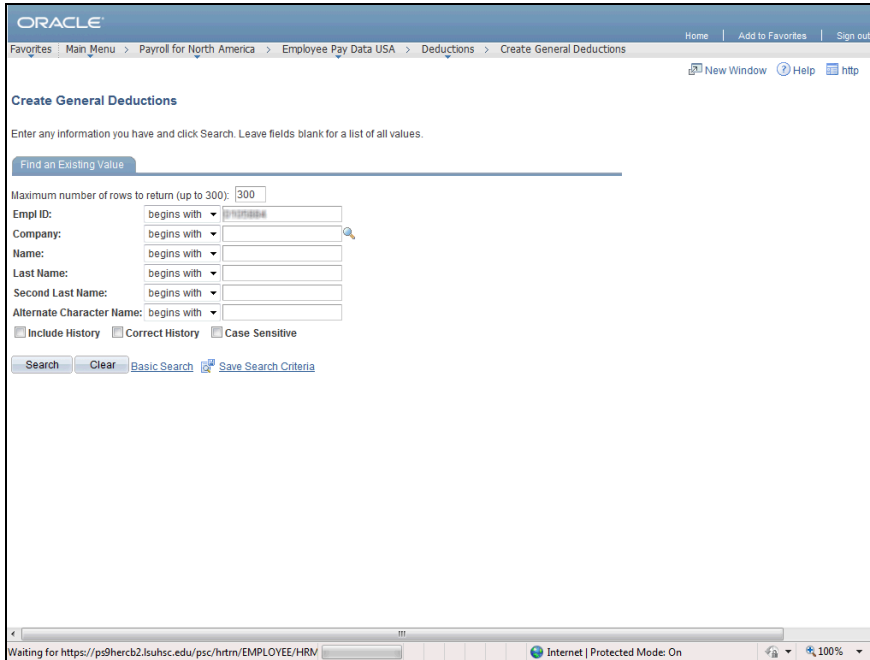 ORACLE
Home | Add to Favorites | Sign out
Favorites | Main Menu > Payroll for North America > Employee Pay Data USA > Deductions > Create General Deductions
New Window Help http
Create General Deductions
Enter any information you have and click Search. Leave fields blank for a list of all values.
Find an Existing Value
Maximum number of rows to return (up to 300): 300
Empl ID: begins with
Company: begins with
Name: begins with
Last Name: begins with
Second Last Name: begins with
Alternate Character Name: begins with
Include History Correct History Case Sensitive
Search Clear Basic Search Save Search Criteria
Waiting for https://ps9hercb2.lsuhsc.edu/psc/hrtrn/EMPLOYEE/HRM Internet | Protected Mode: On 100%